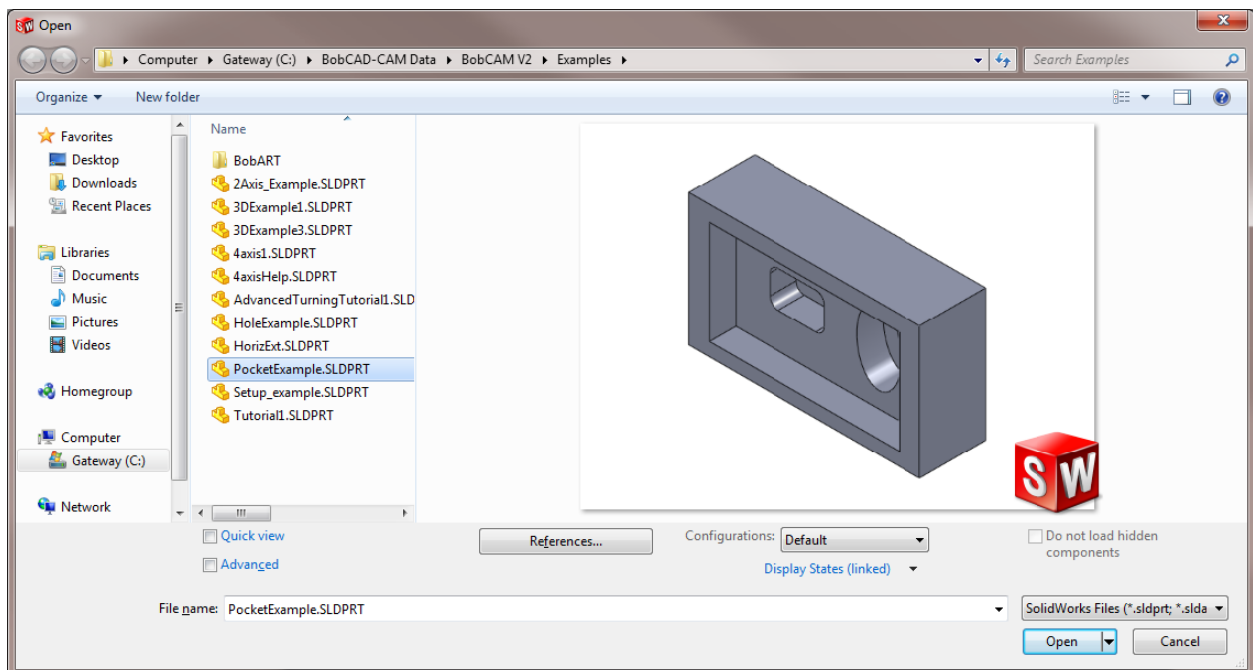 Open
Computer ▸ Gateway (C:) ▸ BobCAD-CAM Data ▸ BobCAM V2 ▸ Examples ▸
Search Examples
Organize
New folder
Favorites
Desktop
Downloads
Recent Places
Libraries
Documents
Music
Pictures
Videos
Homegroup
Computer
Gateway (C:)
Network
Name
BobART
2Axis_Example.SLDPRT
3DExample1.SLDPRT
3DExample3.SLDPRT
4axis1.SLDPRT
4axisHelp.SLDPRT
AdvancedTurningTutorial1.SLD
HoleExample.SLDPRT
HorizExt.SLDPRT
PocketExample.SLDPRT
Setup_example.SLDPRT
Tutorial1.SLDPRT
SW
Quick view
Advanced
References...
Configurations: Default
Display States (linked)
Do not load hidden
components
File name: PocketExample.SLDPRT
SolidWorks Files (*.sldprt; *.slda
Open
Cancel